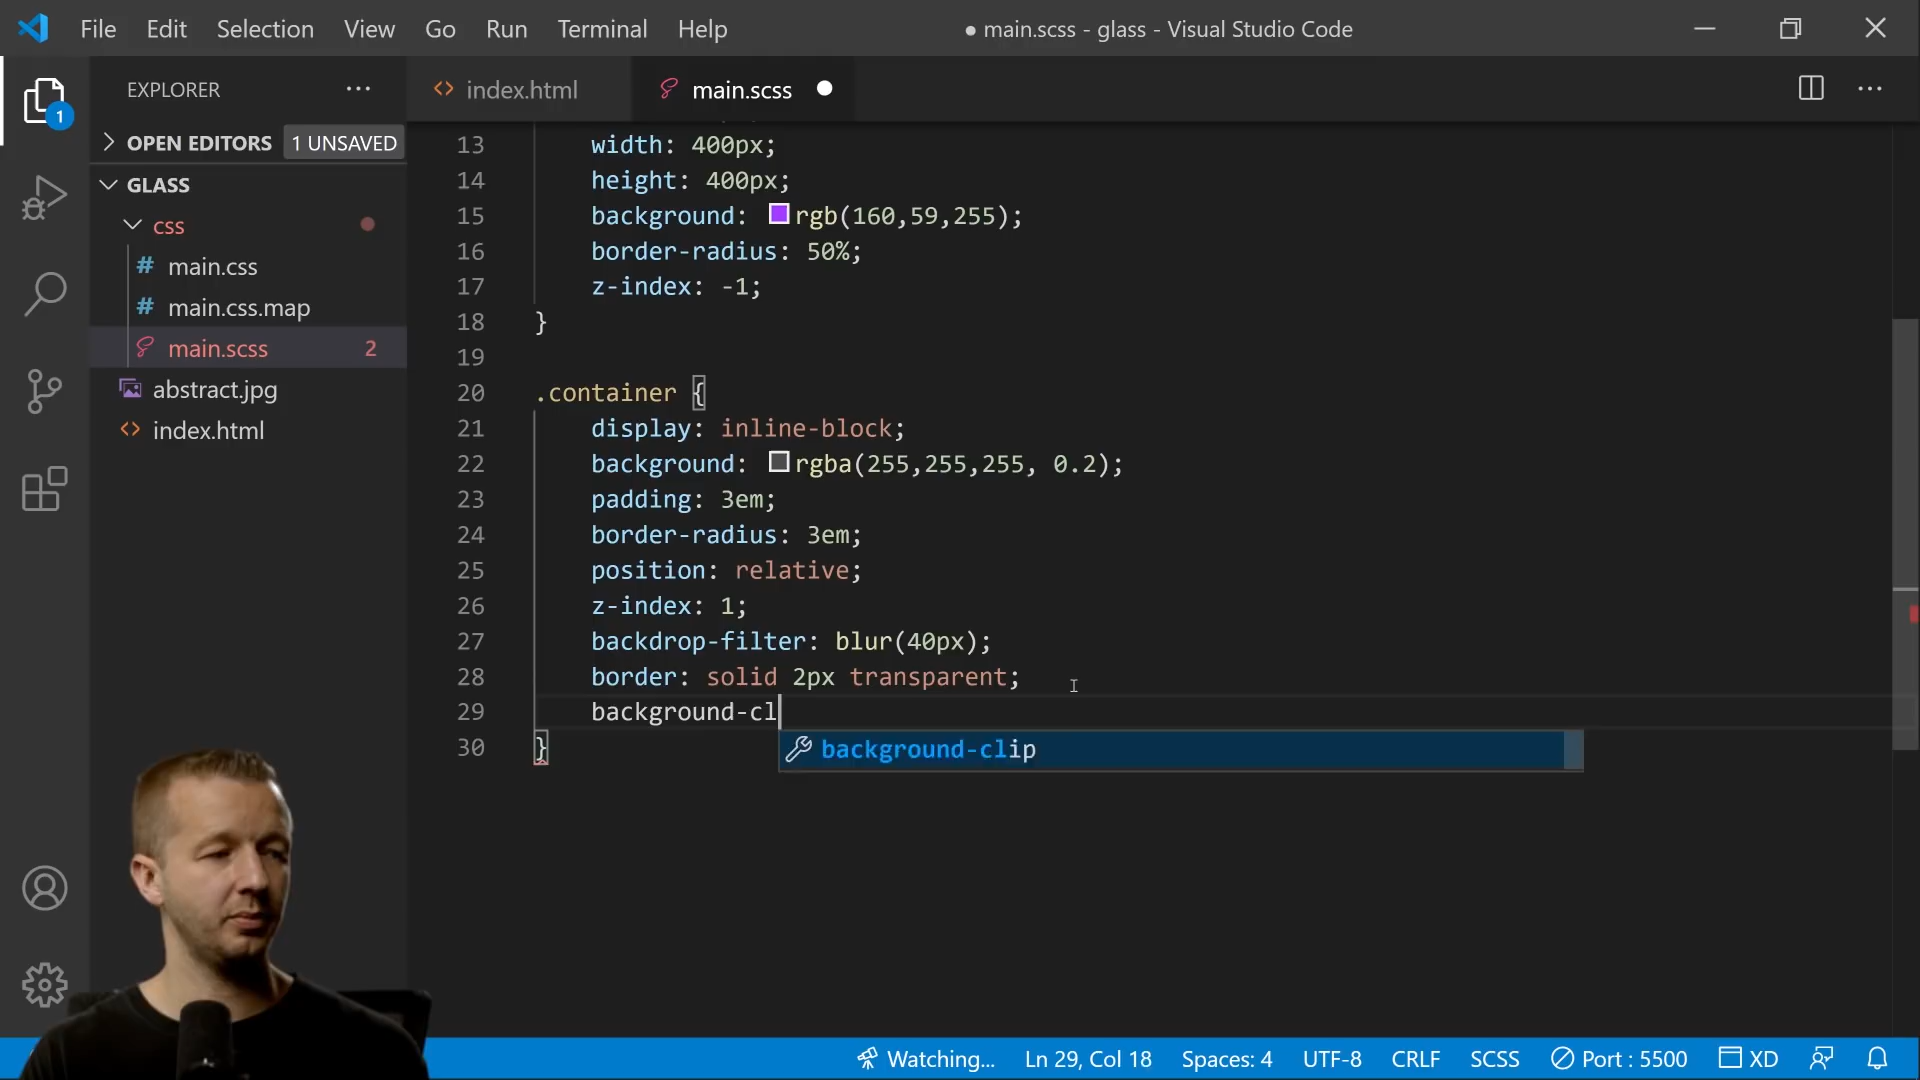 File Edit Selection View Go Run Terminal Help
● main.scss - glass - Visual Studio Code
EXPLORER ···
1
OPEN EDITORS 1 UNSAVED
GLASS
css
# main.css
# main.css.map
main.scss 2
abstract.jpg
<> index.html
<> index.html
main.scss ●
13 width: 400px;
14 height: 400px;
15 background: rgb(160,59,255);
16 border-radius: 50%;
17 z-index: -1;
18 }
19
20 .container {
21 display: inline-block;
22 background: rgba(255,255,255, 0.2);
23 padding: 3em;
24 border-radius: 3em;
25 position: relative;
26 z-index: 1;
27 backdrop-filter: blur(40px);
28 border: solid 2px transparent;
29 background-cl
30 }
background-clip
Watching... Ln 29, Col 18 Spaces: 4 UTF-8 CRLF SCSS Port : 5500 XD